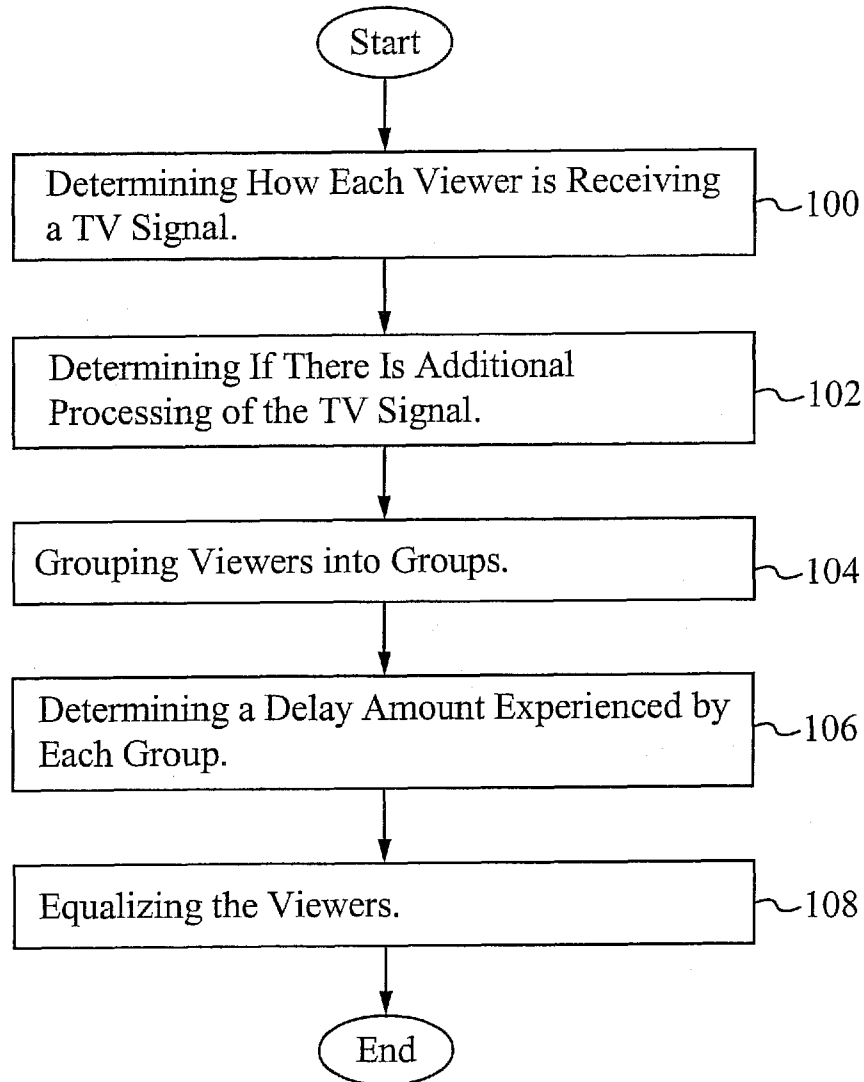 Start
Determining How Each Viewer is Receiving
a TV Signal.
100
Determining If There Is Additional
Processing of the TV Signal.
102
Grouping Viewers into Groups.
104
Determining a Delay Amount Experienced by
Each Group.
106
Equalizing the Viewers.
108
End